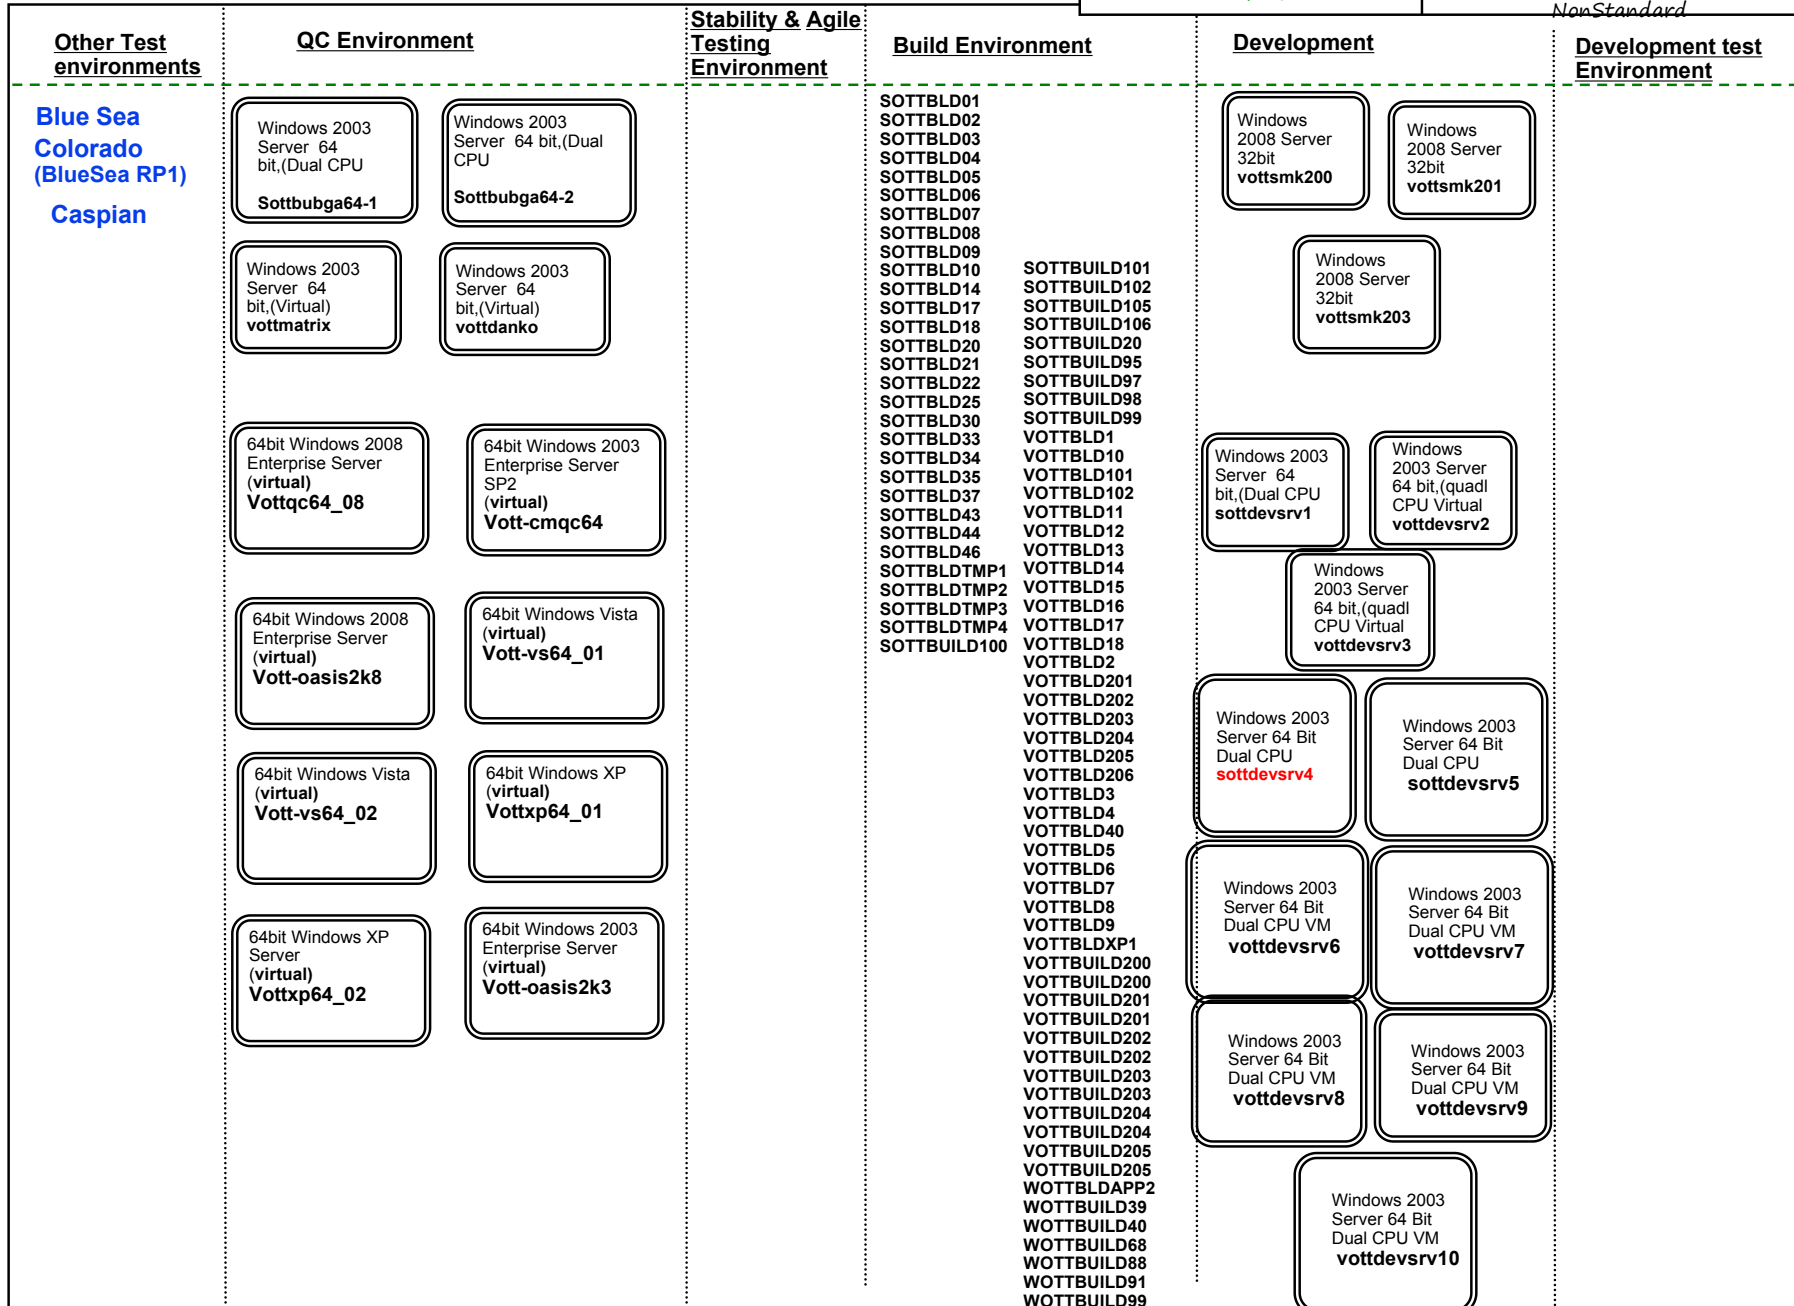 NonStandard
Other Test
environments
QC Environment
Stability & Agile
Testing
Environment
Build Environment
Development
Development test
Environment
Blue Sea
Colorado
(BlueSea RP1)
Caspian
Windows 2003
Server 64
bit,(Dual CPU
Sottbubga64-1
Windows 2003
Server 64 bit,(Dual
CPU
Sottbubga64-2
Windows 2003
Server 64
bit,(Virtual)
vottmatrix
Windows 2003
Server 64
bit,(Virtual)
vottdanko
64bit Windows 2008
Enterprise Server
(virtual)
Vottqc64_08
64bit Windows 2003
Enterprise Server
SP2
(virtual)
Vott-cmqc64
64bit Windows 2008
Enterprise Server
(virtual)
Vott-oasis2k8
64bit Windows Vista
(virtual)
Vott-vs64_01
64bit Windows Vista
(virtual)
Vott-vs64_02
64bit Windows XP
(virtual)
Vottxp64_01
64bit Windows XP
Server
(virtual)
Vottxp64_02
64bit Windows 2003
Enterprise Server
(virtual)
Vott-oasis2k3
SOTTBLD01
SOTTBLD02
SOTTBLD03
SOTTBLD04
SOTTBLD05
SOTTBLD06
SOTTBLD07
SOTTBLD08
SOTTBLD09
SOTTBLD10
SOTTBLD14
SOTTBLD17
SOTTBLD18
SOTTBLD20
SOTTBLD21
SOTTBLD22
SOTTBLD25
SOTTBLD30
SOTTBLD33
SOTTBLD34
SOTTBLD35
SOTTBLD37
SOTTBLD43
SOTTBLD44
SOTTBLD46
SOTTBLDTMP1
SOTTBLDTMP2
SOTTBLDTMP3
SOTTBLDTMP4
SOTTBUILD100
SOTTBUILD101
SOTTBUILD102
SOTTBUILD105
SOTTBUILD106
SOTTBUILD20
SOTTBUILD95
SOTTBUILD97
SOTTBUILD98
SOTTBUILD99
VOTTBLD1
VOTTBLD10
VOTTBLD101
VOTTBLD102
VOTTBLD11
VOTTBLD12
VOTTBLD13
VOTTBLD14
VOTTBLD15
VOTTBLD16
VOTTBLD17
VOTTBLD18
VOTTBLD2
VOTTBLD201
VOTTBLD202
VOTTBLD203
VOTTBLD204
VOTTBLD205
VOTTBLD206
VOTTBLD3
VOTTBLD4
VOTTBLD40
VOTTBLD5
VOTTBLD6
VOTTBLD7
VOTTBLD8
VOTTBLD9
VOTTBLDXP1
VOTTBUILD200
VOTTBUILD200
VOTTBUILD201
VOTTBUILD201
VOTTBUILD202
VOTTBUILD202
VOTTBUILD203
VOTTBUILD203
VOTTBUILD204
VOTTBUILD204
VOTTBUILD205
VOTTBUILD205
WOTTBLDAPP2
WOTTBUILD39
WOTTBUILD40
WOTTBUILD68
WOTTBUILD88
WOTTBUILD91
WOTTBUILD99
Windows
2008 Server
32bit
vottsmk200
Windows
2008 Server
32bit
vottsmk201
Windows
2008 Server
32bit
vottsmk203
Windows 2003
Server 64
bit,(Dual CPU
sottdevsrv1
Windows
2003 Server
64 bit,(quadl
CPU Virtual
vottdevsrv2
Windows
2003 Server
64 bit,(quadl
CPU Virtual
vottdevsrv3
Windows 2003
Server 64 Bit
Dual CPU
sottdevsrv4
Windows 2003
Server 64 Bit
Dual CPU
sottdevsrv5
Windows 2003
Server 64 Bit
Dual CPU VM
vottdevsrv6
Windows 2003
Server 64 Bit
Dual CPU VM
vottdevsrv7
Windows 2003
Server 64 Bit
Dual CPU VM
vottdevsrv8
Windows 2003
Server 64 Bit
Dual CPU VM
vottdevsrv9
Windows 2003
Server 64 Bit
Dual CPU VM
vottdevsrv10